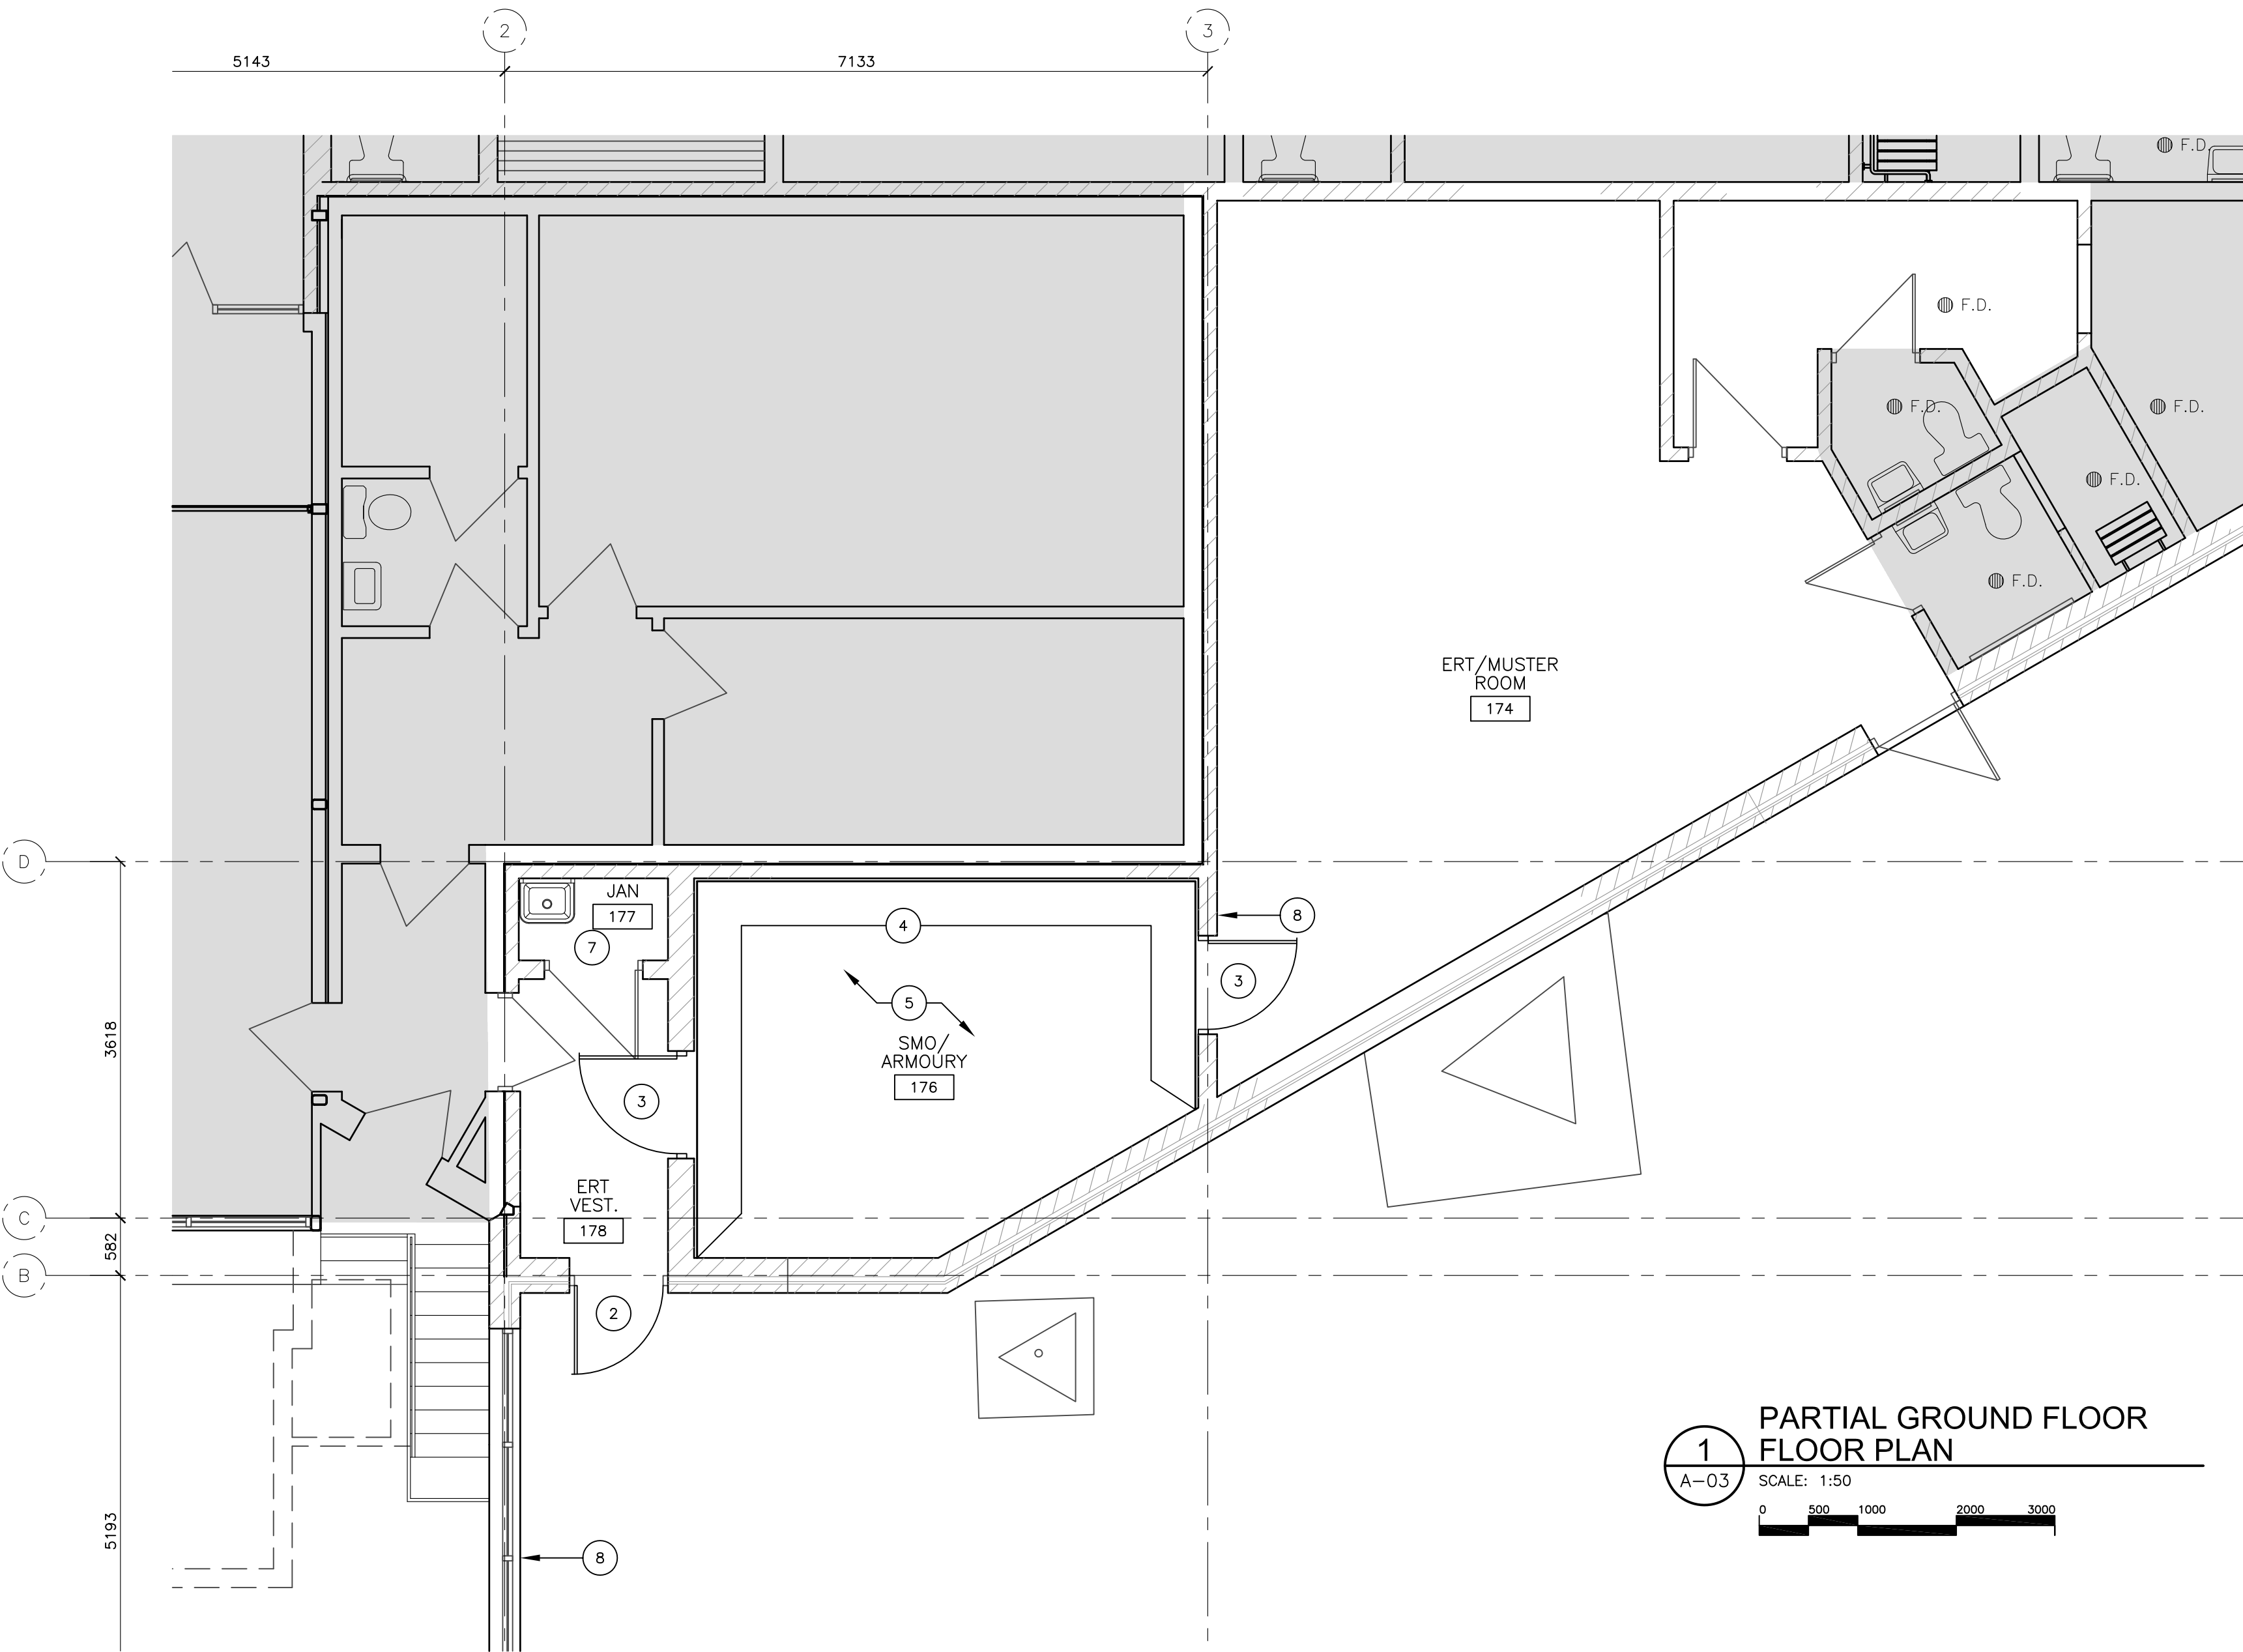 2
3
5143
7133
F.D.
F.D.
F.D.
F.D.
F.D.
F.D.
ERT/MUSTER
ROOM
174
D
JAN
177
7
4
8
3
5
3618
SMO/
ARMOURY
176
3
ERT
VEST.
178
C
582
B
2
5193
8
1
A-03
PARTIAL GROUND FLOOR
FLOOR PLAN
SCALE: 1:50
0 500 1000 2000 3000